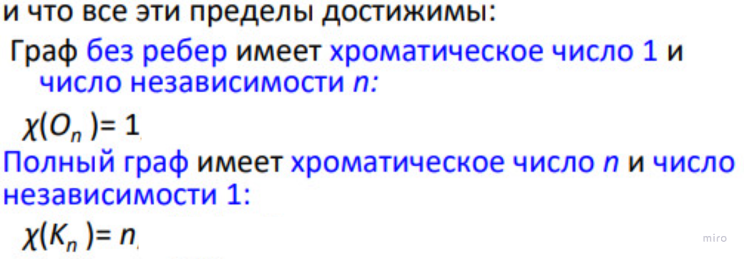 и что все эти пределы достижимы:
Граф без ребер имеет хроматическое число 1 и
число независимости n:
χ(Oₙ )= 1
Полный граф имеет хроматическое число n и число
независимости 1:
χ(Kₙ )= n
miro